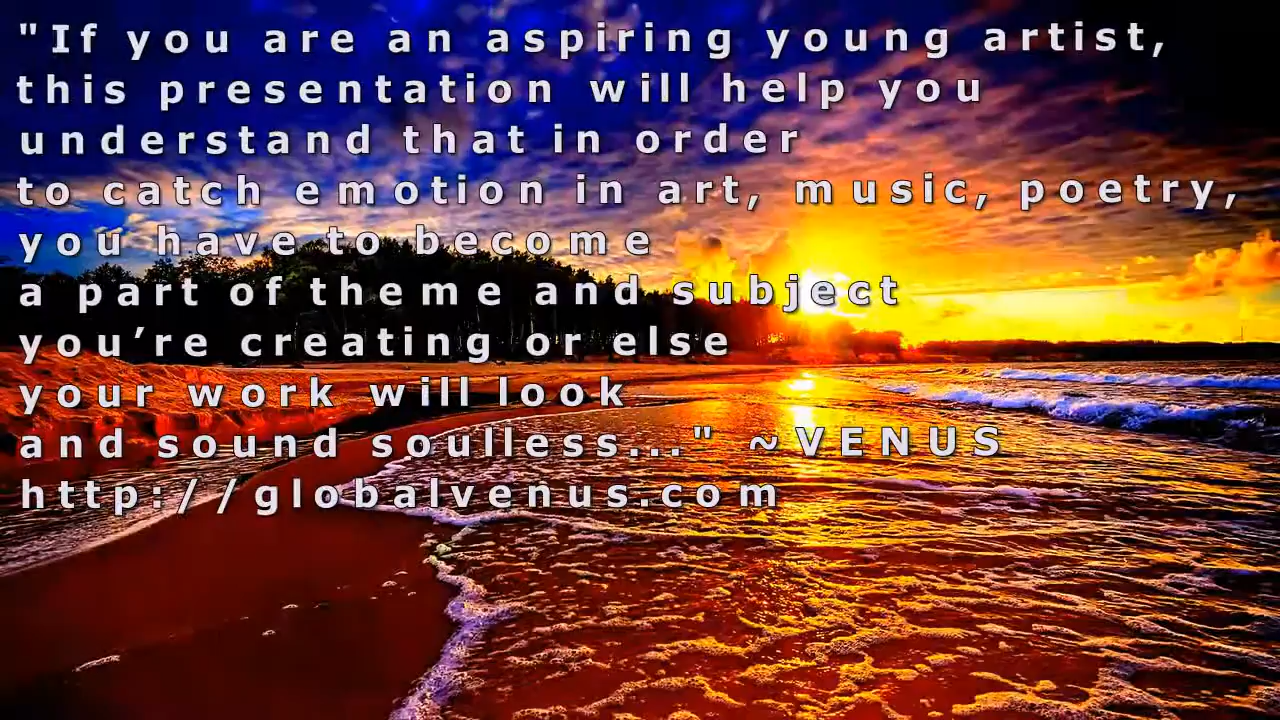 "If you are an aspiring young artist,
this presentation will help you
understand that in order
to catch emotion in art, music, poetry,
you have to become
a part of theme and subject
you’re creating or else
your work will look
and sound soulless..." ~VENUS
http://globalvenus.com